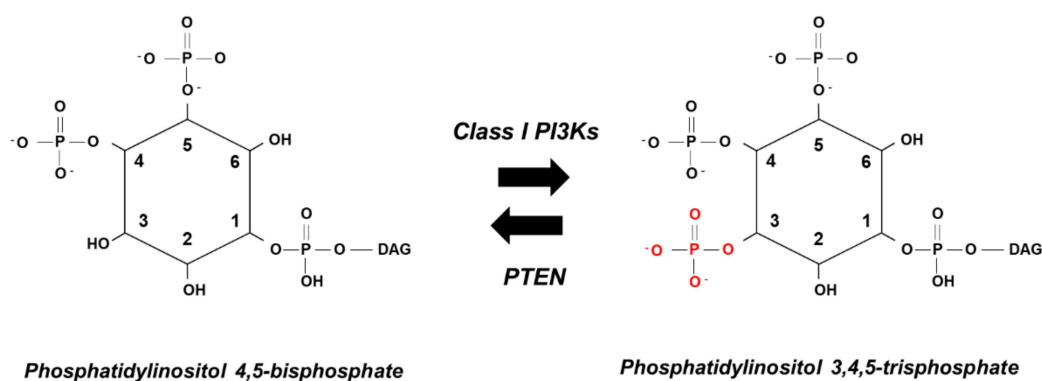 O
⁻O P O
O⁻
O
⁻O P O
O⁻
OH
5
4
6
3
1
2
HO
OH
O
O P O DAG
OH
Class I PI3Ks
PTEN
O
⁻O P O
O⁻
O
⁻O P O
O⁻
OH
5
4
6
3
1
2
O
⁻O P O
O⁻
OH
O
O P O DAG
OH
Phosphatidylinositol 4,5-bisphosphate
Phosphatidylinositol 3,4,5-trisphosphate